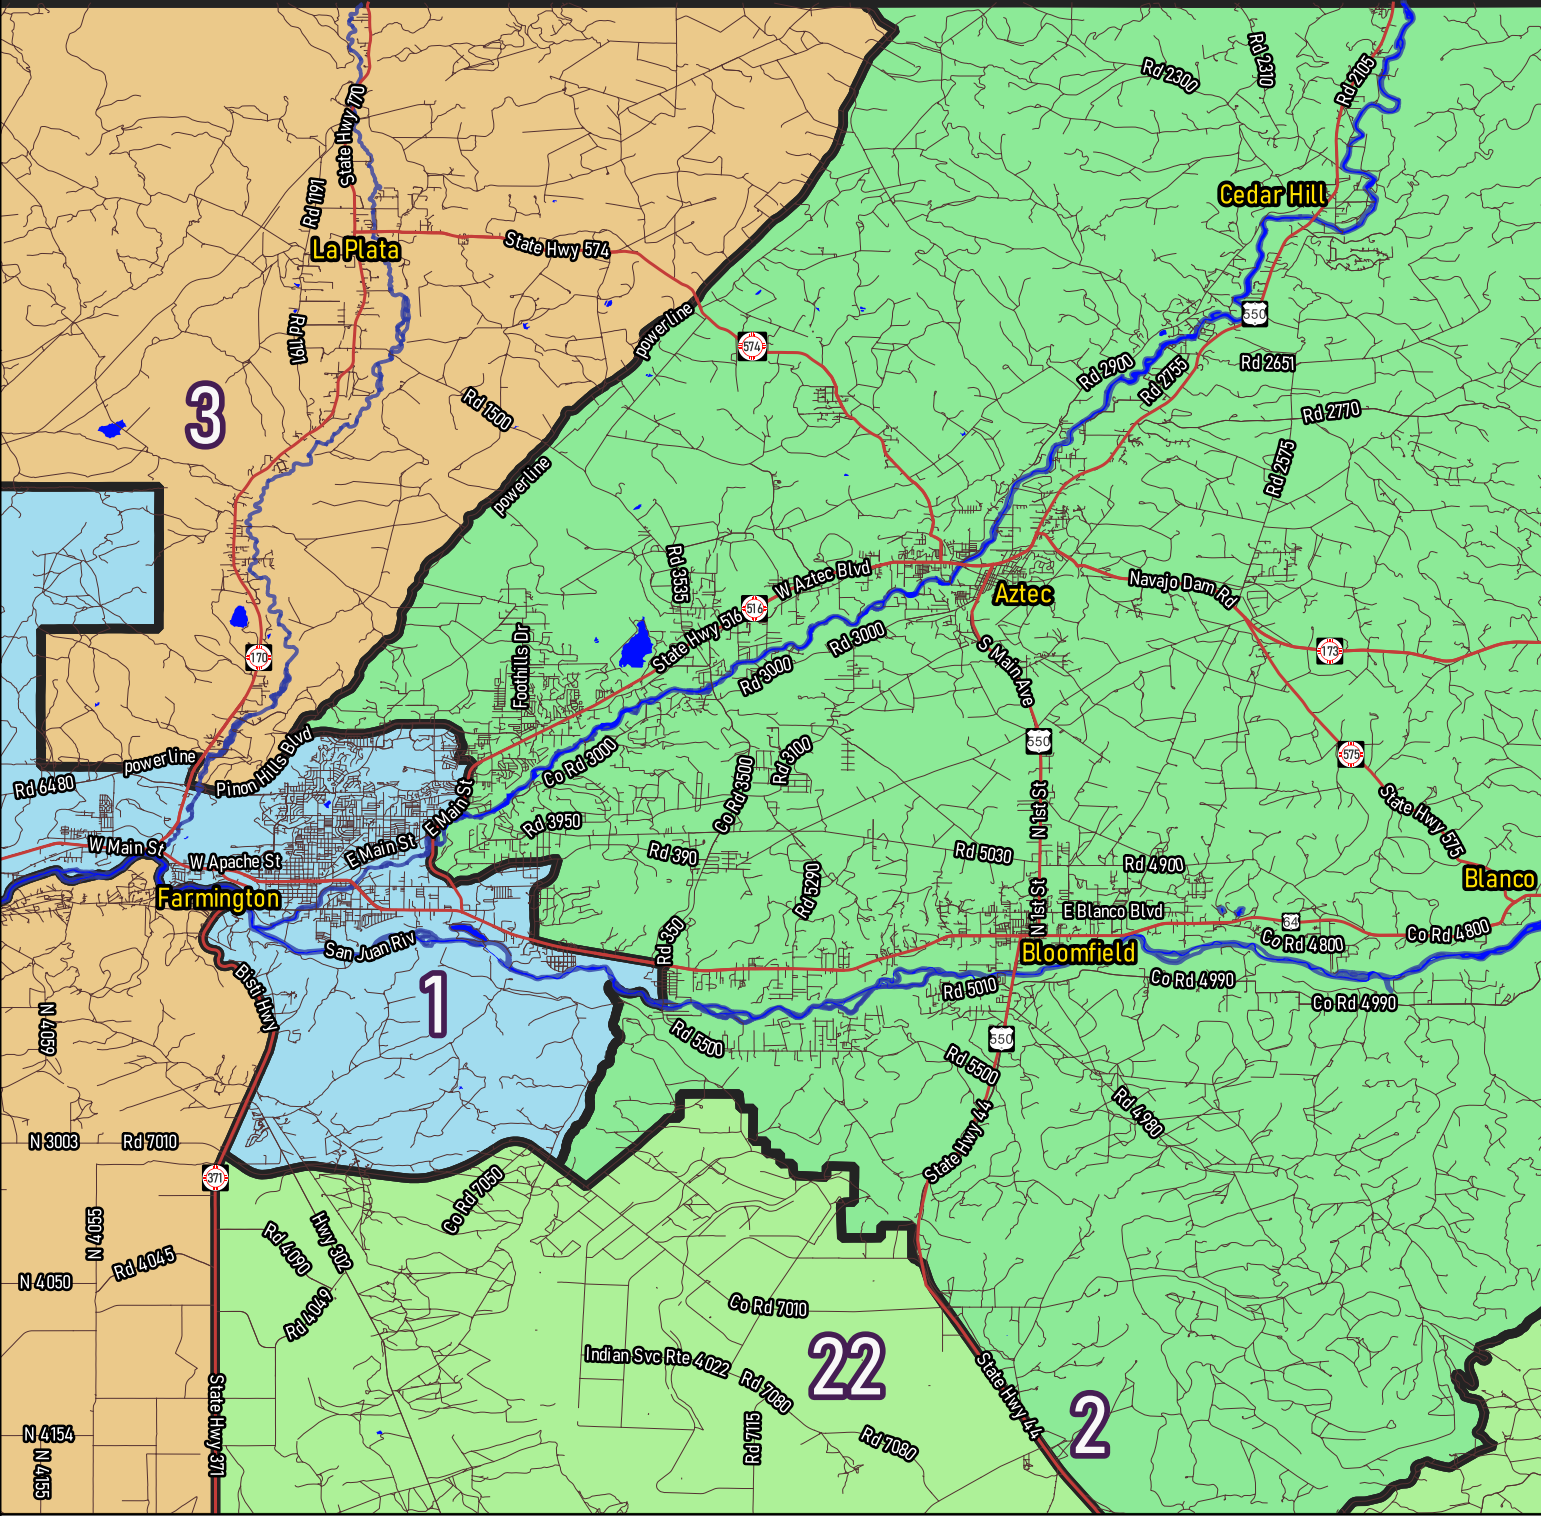 Rd 2300
Rd 2310
Rd 2105
State Hwy 170
Rd 1191
Cedar Hill
La Plata
State Hwy 574
550
Rd 1191
powerline
574
Rd 2900
Rd 2755
Rd 2651
3
Rd 1500
Rd 2770
Rd 2575
powerline
Rd 3535
W Aztec Blvd
Navajo Dam Rd
Aztec
516
State Hwy 516
Rd 3000
Foothills Dr
Rd 3000
S Main Ave
173
170
550
575
powerline
Pinon Hills Blvd
Rd 6480
Co Rd 3000
Rd 3100
Co Rd 3500
E Main St
N 1st St
State Hwy 575
Rd 3950
W Main St
W Apache St
E Main St
Rd 390
Rd 5030
Rd 4900
Blanco
Rd 5290
Farmington
N 1st St
E Blanco Blvd
64
San Juan Riv
Rd 350
Bloomfield
Co Rd 4800
Co Rd 4800
Bisti Hwy
1
Rd 5010
Co Rd 4990
Co Rd 4990
N 4059
Rd 5500
550
Rd 5500
Rd 4980
N 3003
Rd 7010
State Hwy 44
371
Co Rd 7050
N 4055
Rd 4090
Hwy 302
Rd 4045
N 4050
Rd 4049
Co Rd 7010
Indian Svc Rte 4022
22
Rd 7080
State Hwy 44
2
State Hwy 371
N 4154
Rd 7115
Rd 7080
N 4155